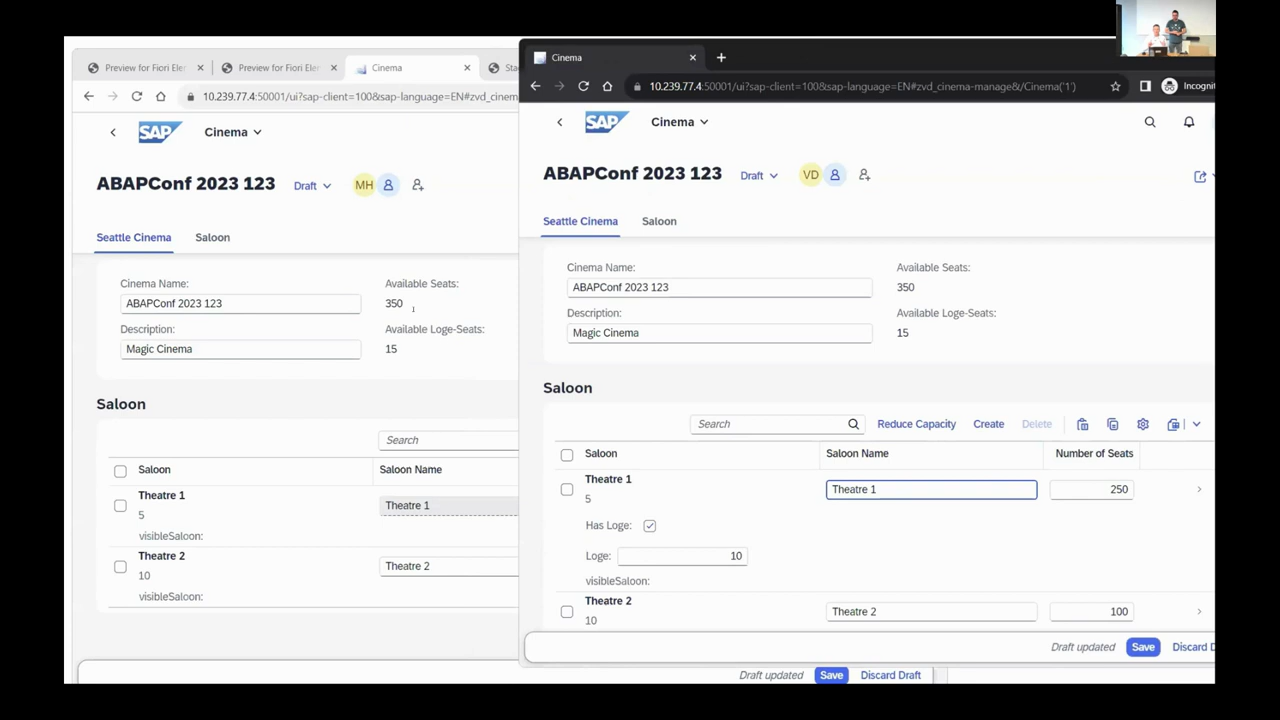 Preview for Fiori Eler
Preview for Fiori Eler
Cinema
Sta
10.239.77.4:50001/ui?sap-client=100&sap-language=EN#zvd_cinem
SAP
Cinema
ABAPConf 2023 123
Draft
MH
Seattle Cinema
Saloon
Cinema Name:
Available Seats:
ABAPConf 2023 123
350
Description:
Available Loge-Seats:
Magic Cinema
15
Saloon
Search
Saloon
Saloon Name
Theatre 1
Theatre 1
5
visibleSaloon:
Theatre 2
Theatre 2
10
visibleSaloon:
Draft updated
Save
Discard Draft
Cinema
10.239.77.4:50001/ui?sap-client=100&sap-language=EN#zvd_cinema-manage&/Cinema('1')
Incogni
SAP
Cinema
ABAPConf 2023 123
Draft
VD
Seattle Cinema
Saloon
Cinema Name:
Available Seats:
ABAPConf 2023 123
350
Description:
Available Loge-Seats:
Magic Cinema
15
Saloon
Search
Reduce Capacity
Create
Delete
Saloon
Saloon Name
Number of Seats
Theatre 1
Theatre 1
250
5
Has Loge:
Loge:
10
visibleSaloon:
Theatre 2
Theatre 2
100
10
Draft updated
Save
Discard D